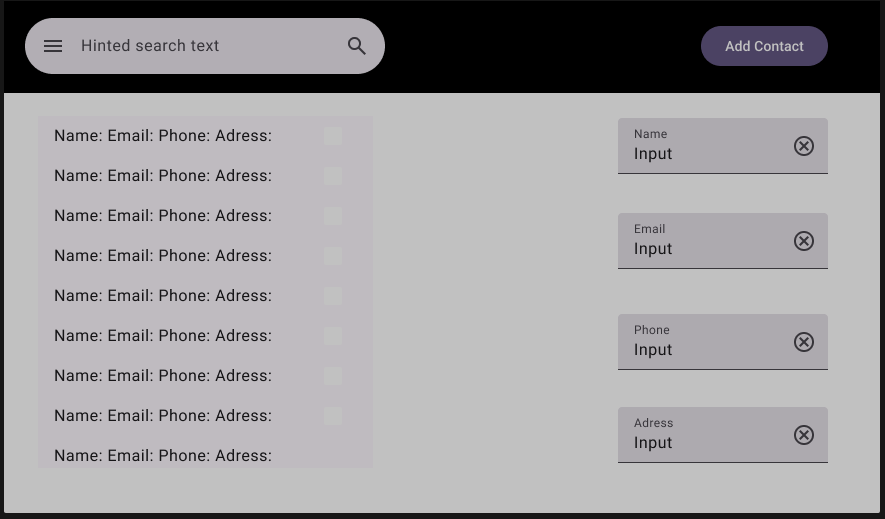 Hinted search text
Add Contact
Name: Email: Phone: Adress:
Name: Email: Phone: Adress:
Name: Email: Phone: Adress:
Name: Email: Phone: Adress:
Name: Email: Phone: Adress:
Name: Email: Phone: Adress:
Name: Email: Phone: Adress:
Name: Email: Phone: Adress:
Name: Email: Phone: Adress:
Name
Input
Email
Input
Phone
Input
Adress
Input